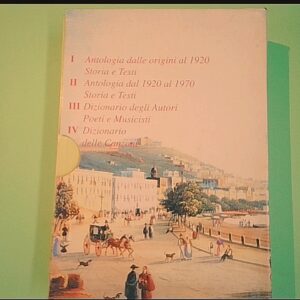 I Antologia dalle origini al 1920
Storia e Testi
II Antologia dal 1920 al 1970
Storia e Testi
III Dizionario degli Autori
Poeti e Musicisti
IV Dizionario
delle Canzoni